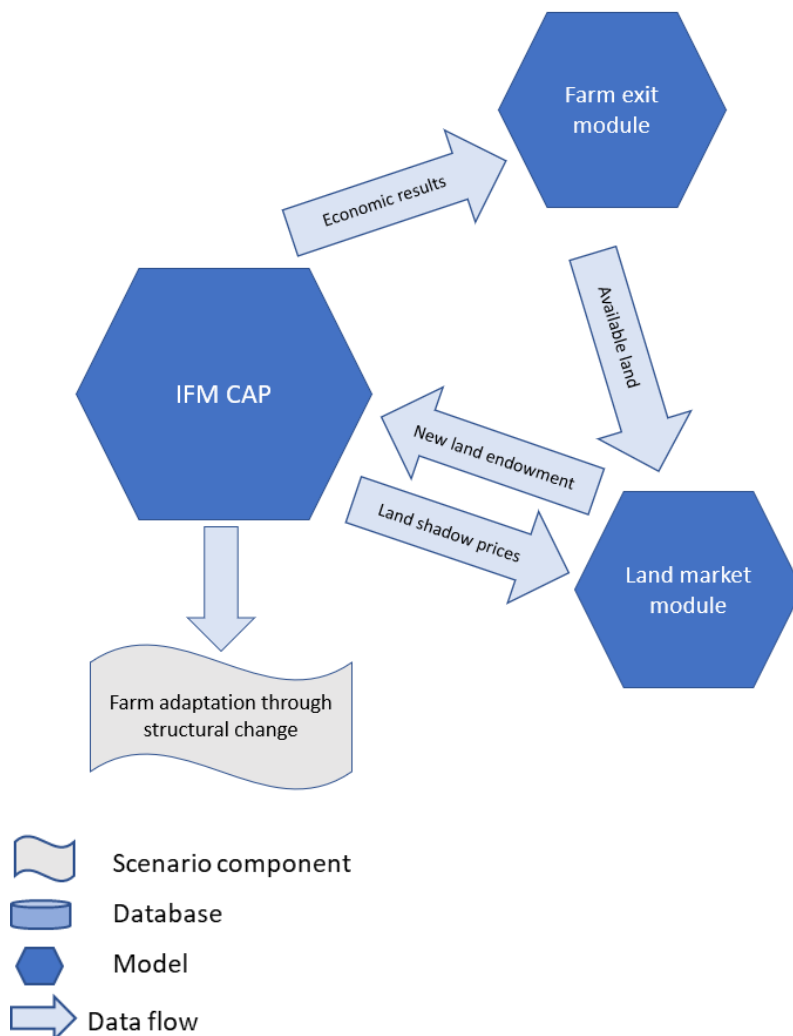 Farm exit
module
Economic results
Available land
IFM CAP
New land endowment
Land shadow prices
Land market
module
Farm adaptation through
structural change
Scenario component
Database
Model
Data flow